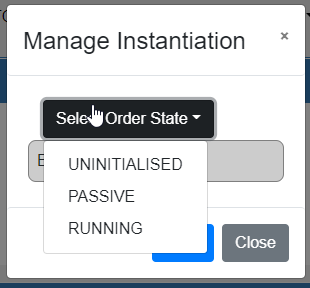 Manage Instantiation
×
Select Order State
UNINITIALISED
PASSIVE
RUNNING
Close